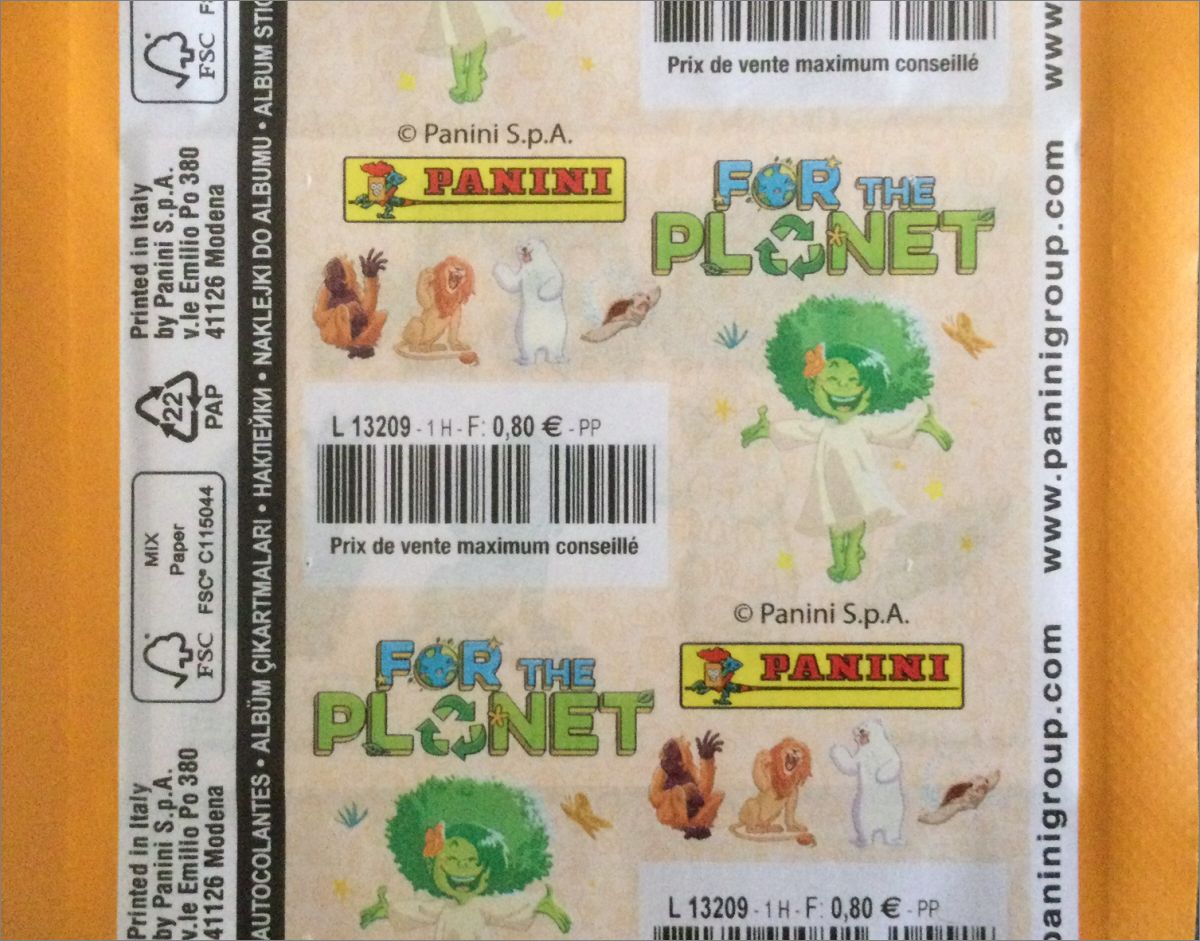 FSC
Printed in Italy
by Panini S.p.A.
v.le Emilio Po 380
41126 Modena
22
PAP
MIX
Paper
FSC® C115044
FSC
Printed in Italy
by Panini S.p.A.
v.le Emilio Po 380
41126 Modena
AUTOCOLANTES • ALBÜM ÇIKARTMALARI • НАКЛЕЙКИ • NAKLEJKI DO ALBUMU • ALBUM
Prix de vente maximum conseillé
© Panini S.p.A.
PANINI
FOR THE
PLANET
L 13209 - 1 H - F: 0,80 € - PP
Prix de vente maximum conseillé
© Panini S.p.A.
PANINI
FOR THE
PLANET
L 13209 - 1 H - F: 0,80 € - PP
www
www.paninigroup.com
paninigroup.com